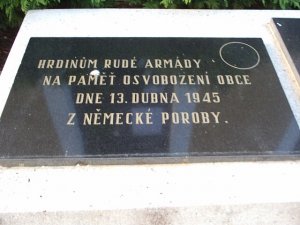 HRDINŮM RUDÉ ARMÁDY
NA PAMĚŤ OSVOBOZENÍ OBCE
DNE 13. DUBNA 1945
Z NĚMECKÉ POROBY.